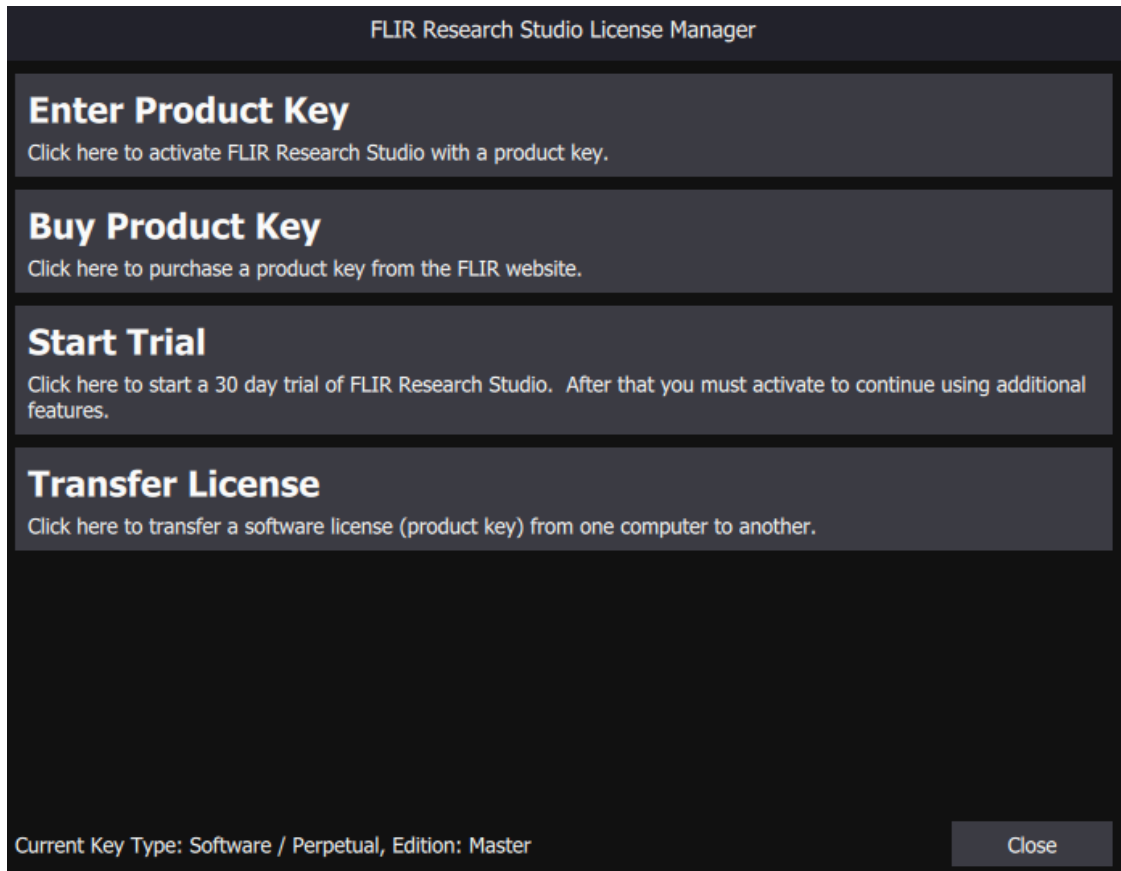 FLIR Research Studio License Manager
Enter Product Key
Click here to activate FLIR Research Studio with a product key.
Buy Product Key
Click here to purchase a product key from the FLIR website.
Start Trial
Click here to start a 30 day trial of FLIR Research Studio.  After that you must activate to continue using additional
features.
Transfer License
Click here to transfer a software license (product key) from one computer to another.
Current Key Type: Software / Perpetual, Edition: Master
Close